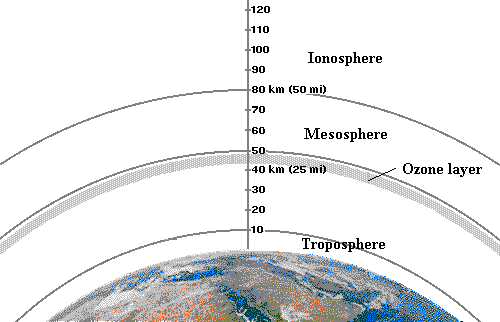 120
110
100
90
Ionosphere
80 km (50 mi)
70
60
Mesosphere
50
40 km (25 mi)
Ozone layer
30
20
10
Troposphere